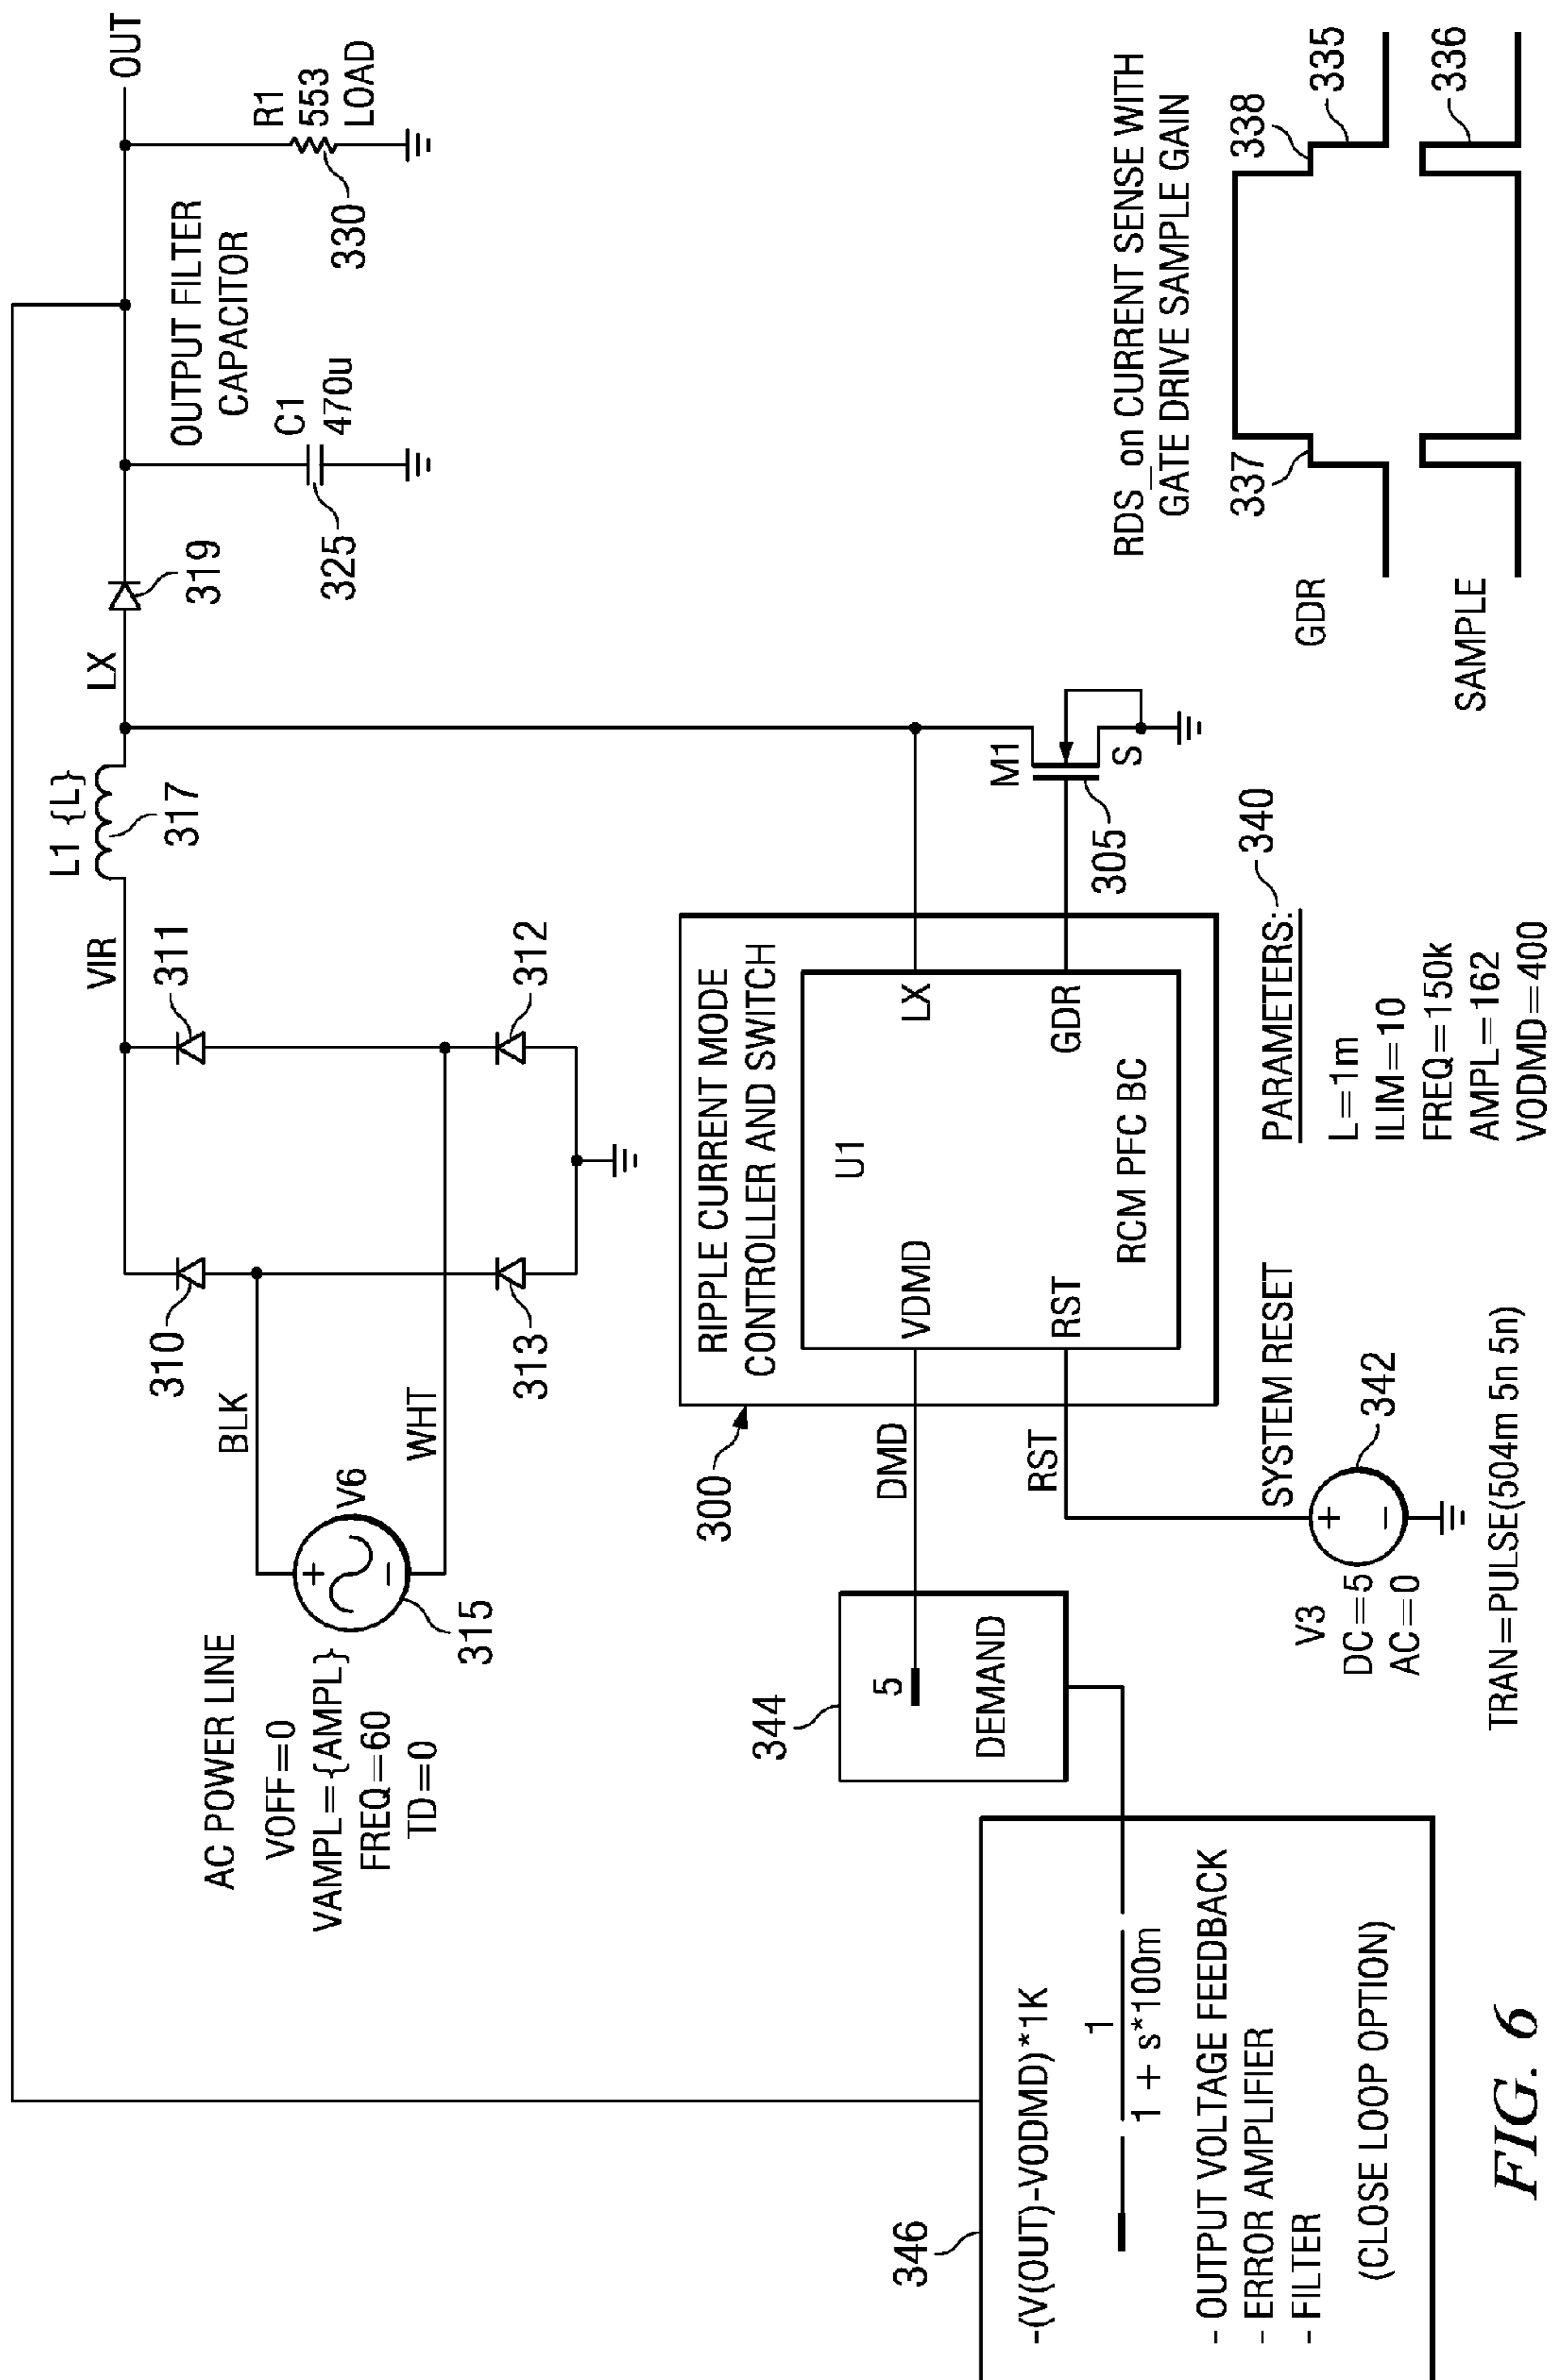 AC POWER LINE
VOFF=0
VAMPL={AMPL}
FREQ=60
TD=0
315
V6
BLK
WHT
310
311
312
313
VIR
L1 {L}
317
LX
319
OUTPUT FILTER
CAPACITOR
C1
470u
325
R1
553
LOAD
330
OUT
346
-(V(OUT)-VODMD)*1K
1
1 + s*100m
- OUTPUT VOLTAGE FEEDBACK
- ERROR AMPLIFIER
- FILTER
(CLOSE LOOP OPTION)
344
5
DEMAND
DMD
RST
300
RIPPLE CURRENT MODE
CONTROLLER AND SWITCH
U1
VDMD
LX
RST
GDR
RCM PFC BC
M1
S
305
SYSTEM RESET
342
V3
DC=5
AC=0
TRAN=PULSE(504m 5n 5n)
PARAMETERS:
340
L=1m
ILIM=10
FREQ=150k
AMPL=162
VODMD=400
RDS_on CURRENT SENSE WITH
GATE DRIVE SAMPLE GAIN
337
338
GDR
335
SAMPLE
336
FIG. 6